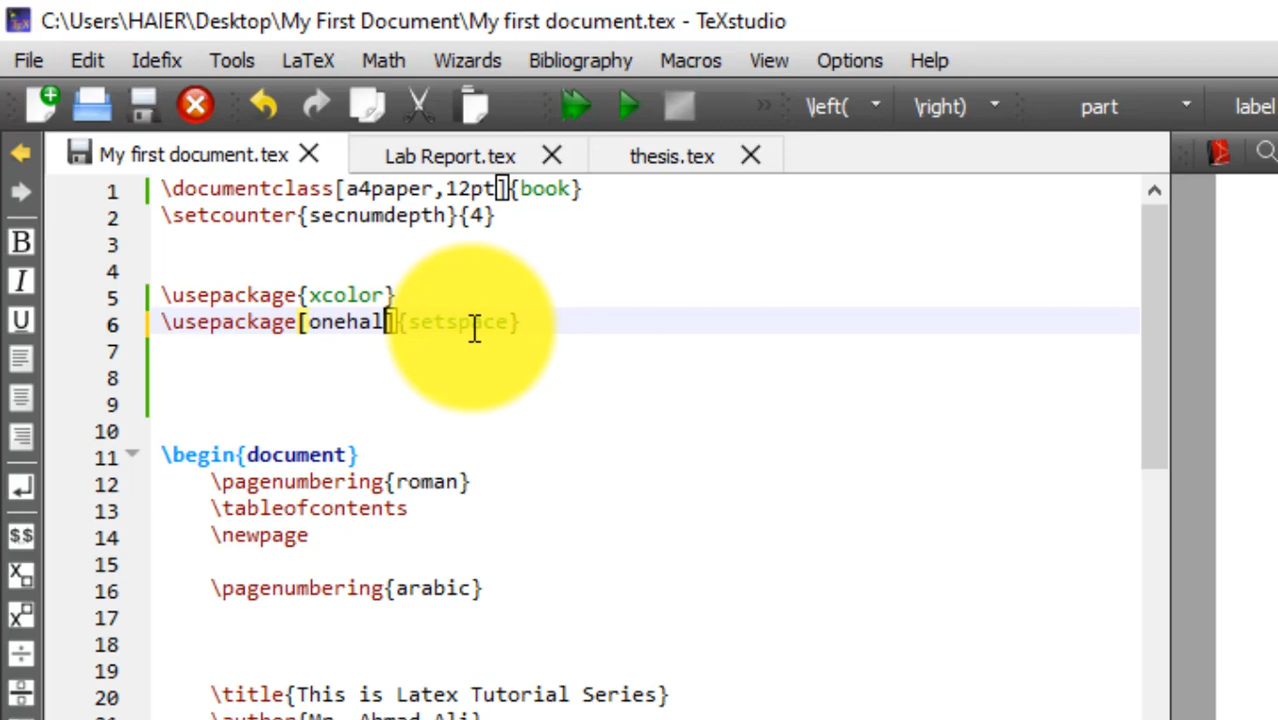 C:\Users\HAIER\Desktop\My First Document\My first document.tex - TeXstudio
File Edit Idefix Tools LaTeX Math Wizards Bibliography Macros View Options Help
\left( \right) part label
My first document.tex Lab Report.tex thesis.tex
1 \documentclass[a4paper,12pt]{book}
2 \setcounter{secnumdepth}{4}
3
4
5 \usepackage{xcolor}
6 \usepackage[onehal]{setspace}
7
8
9
10
11 \begin{document}
12 \pagenumbering{roman}
13 \tableofcontents
14 \newpage
15
16 \pagenumbering{arabic}
17
18
19
20 \title{This is Latex Tutorial Series}
\author{Mr. Ahmad Ali}
B
I
U
$$